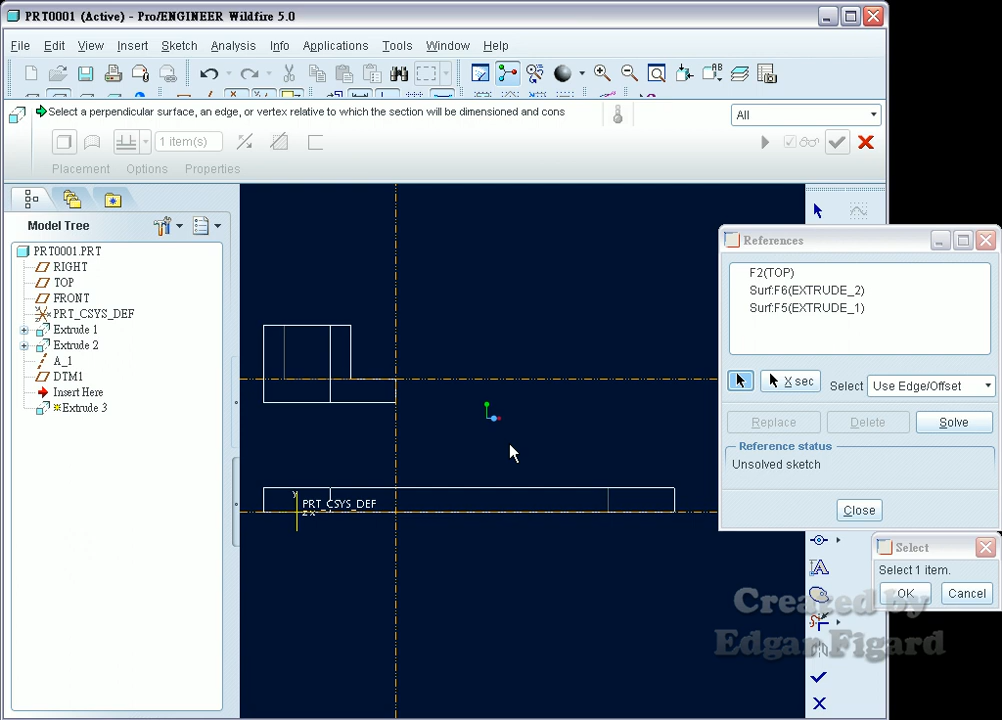 PRT0001 (Active) - Pro/ENGINEER Wildfire 5.0
File Edit View Insert Sketch Analysis Info Applications Tools Window Help
Select a perpendicular surface, an edge, or vertex relative to which the section will be dimensioned and cons
All
1 item(s)
Placement Options Properties
Model Tree
PRT0001.PRT
RIGHT
TOP
FRONT
PRT_CSYS_DEF
Extrude 1
Extrude 2
A_1
DTM1
Insert Here
Extrude 3
PRT_CSYS_DEF
References
F2(TOP)
Surf:F6(EXTRUDE_2)
Surf:F5(EXTRUDE_1)
X sec Select Use Edge/Offset
Replace Delete Solve
Reference status
Unsolved sketch
Close
Select
Select 1 item.
OK Cancel
Created by
Edgar Figard